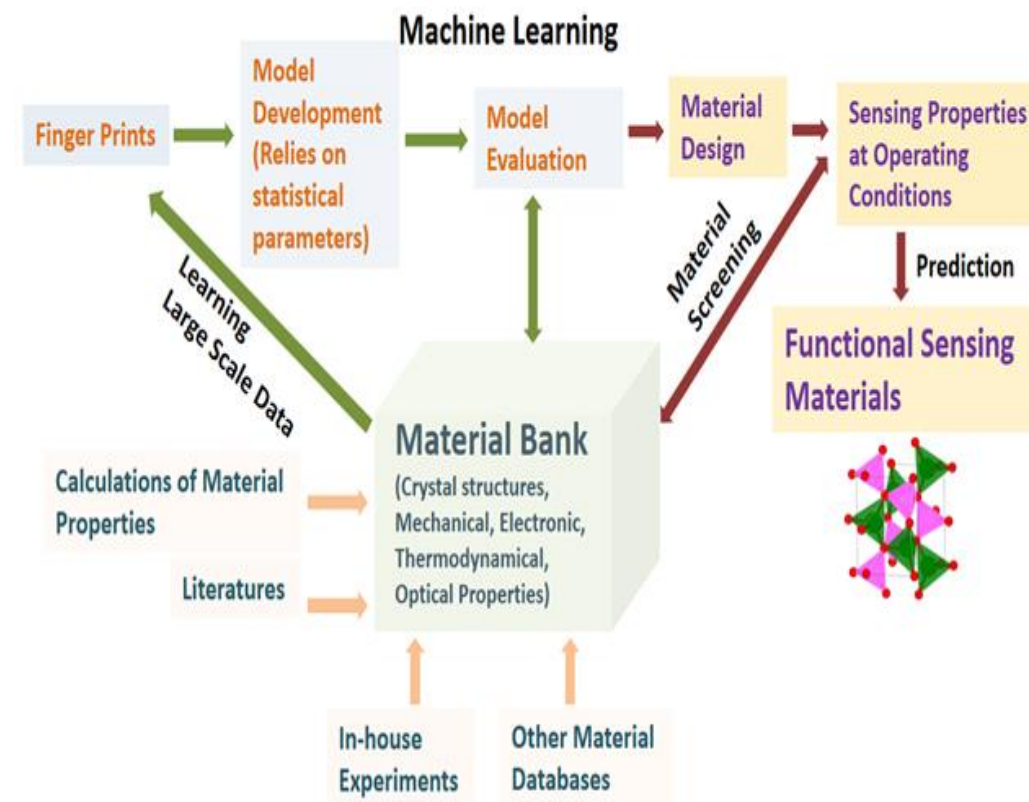 Machine Learning
Finger Prints
Model
Development
(Relies on
statistical
parameters)
Model
Evaluation
Material
Design
Sensing Properties
at Operating
Conditions
Learning
Large Scale Data
Material
Screening
Prediction
Functional Sensing
Materials
Material Bank
(Crystal structures,
Mechanical, Electronic,
Thermodynamical,
Optical Properties)
Calculations of Material
Properties
Literatures
In-house
Experiments
Other Material
Databases